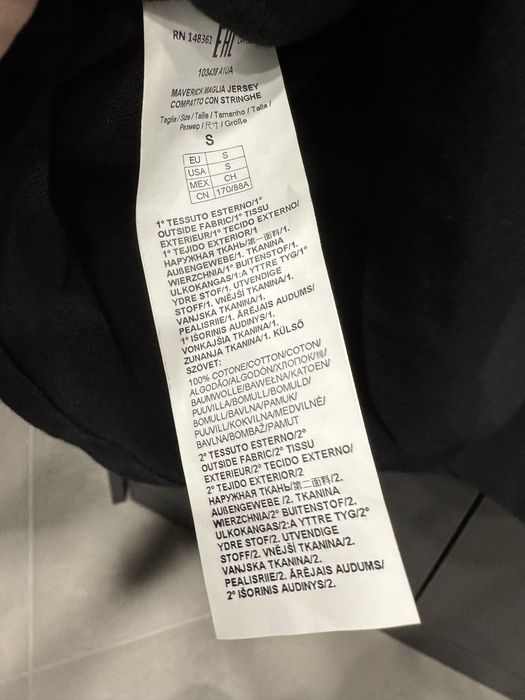 RN 148361 EAC
103439 A1UA
MAVERICK MAGLIA JERSEY
COMPATTO CON STRINGHE
Taglia / Size / Taille / Tamanho / Talla /
Размер / 尺寸 / Größe
S
EU S
USA S
MEX CH
CN 170/88A
1° TESSUTO ESTERNO/1°
OUTSIDE FABRIC/1° TISSU
EXTERIEUR/1° TECIDO EXTERNO/
1° TEJIDO EXTERIOR/1
НАРУЖНАЯ ТКАНЬ/第一面料/1.
AUßENGEWEBE/1. TKANINA
WIERZCHNIA/1° BUITENSTOF/1.
ULKOKANGAS/1:A YTTRE TYG/1°
YDRE STOF/1. UTVENDIGE
STOFF/1. VNĚJŠÍ TKANINA/1.
VANJSKA TKANINA/1.
PEALISRIIE/1. ĀRĒJAIS AUDUMS/
1° IŠORINIS AUDINYS/1.
VONKAJŠIA TKANINA/1.
ZUNANJA TKANINA/1. KÜLSŐ
SZÖVET:
100% COTONE/COTTON/COTON/
ALGODÃO/ALGODÓN/ХЛОПОК/棉/
BAUMWOLLE/BAWEŁNA/KATOEN/
PUUVILLA/BOMULL/BOMULD/
BOMULL/BAVLNA/PAMUK/
PUUVILL/KOKVILNA/MEDVILNĖ/
BAVLNA/BOMBAŽ/PAMUT
2° TESSUTO ESTERNO/2°
OUTSIDE FABRIC/2° TISSU
EXTERIEUR/2° TECIDO EXTERNO/
2° TEJIDO EXTERIOR/2
НАРУЖНАЯ ТКАНЬ/第二面料/2.
AUßENGEWEBE /2. TKANINA
WIERZCHNIA/2° BUITENSTOF/2.
ULKOKANGAS/2:A YTTRE TYG/2°
YDRE STOF/2. UTVENDIGE
STOFF/2. VNĚJŠÍ TKANINA/2.
VANJSKA TKANINA/2.
PEALISRIIE/2. ĀRĒJAIS AUDUMS/
2° IŠORINIS AUDINYS/2.